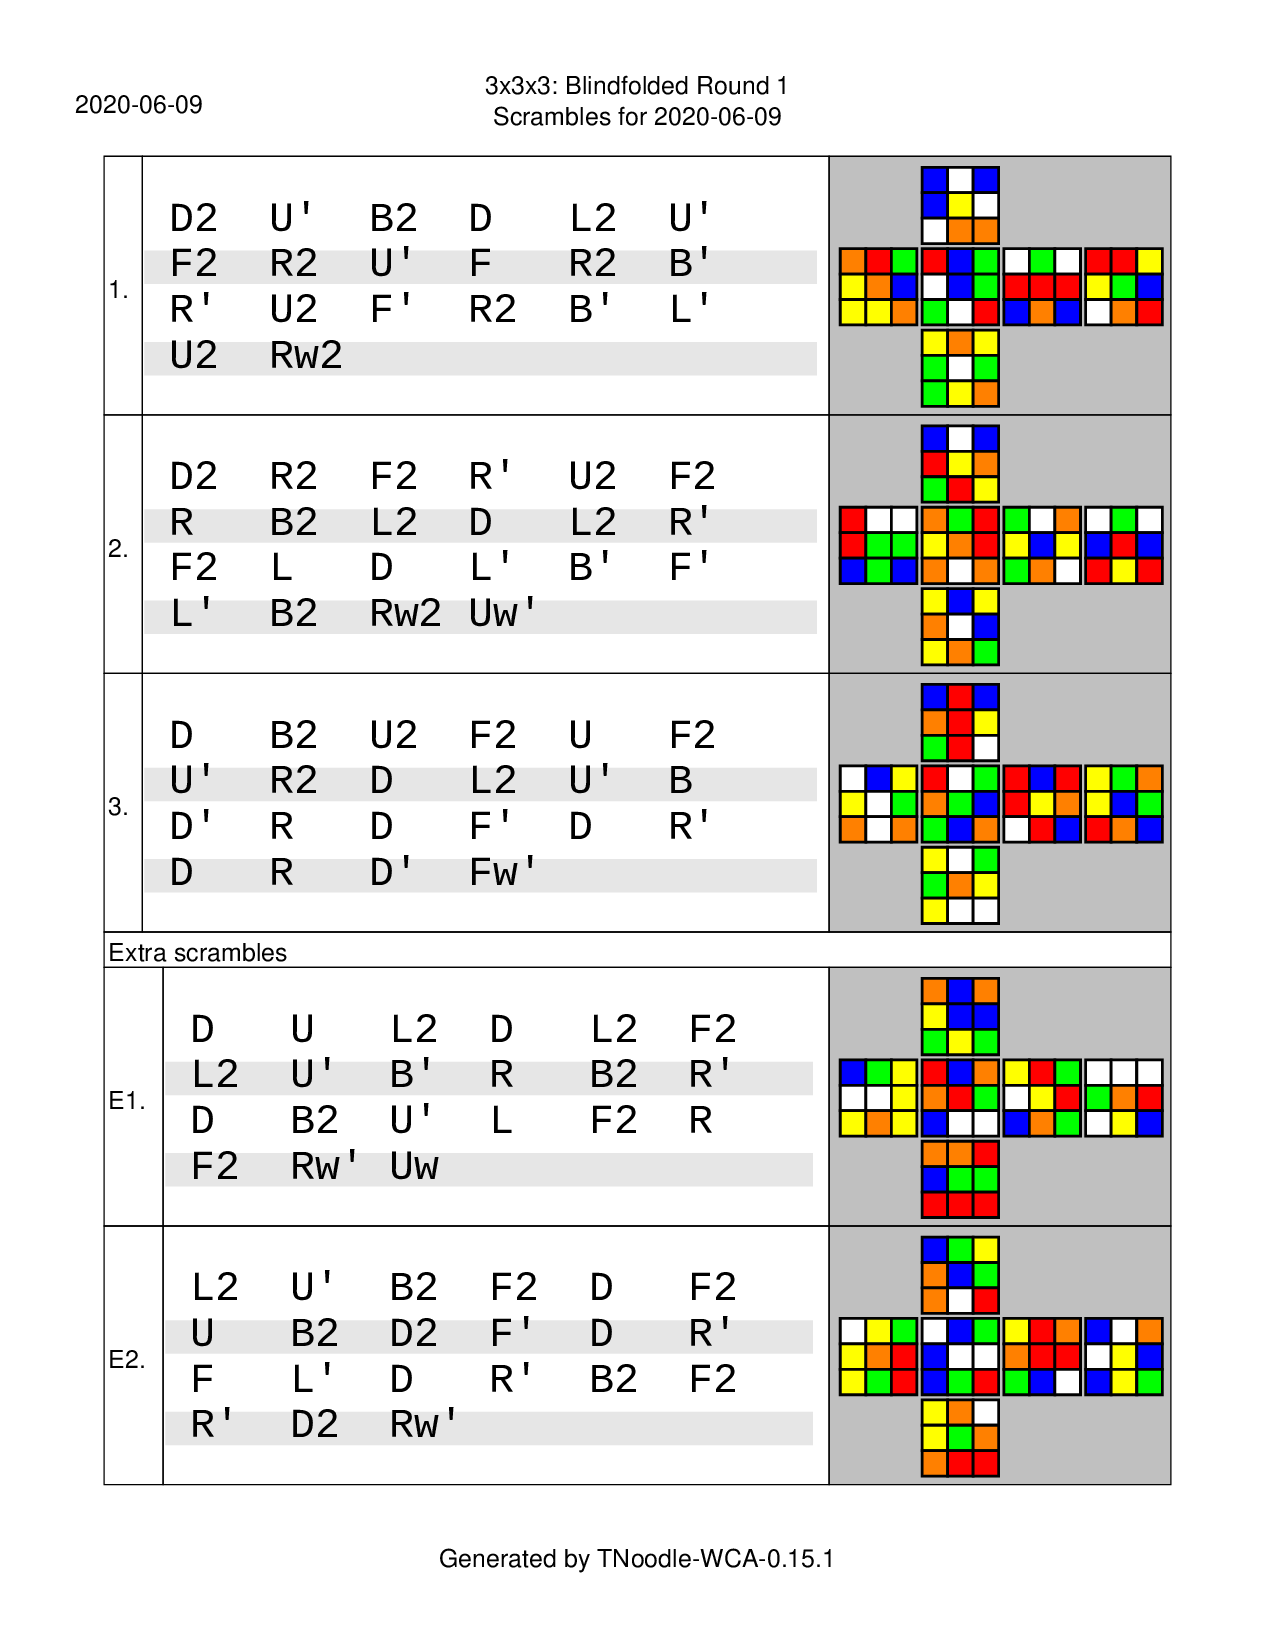 2020-06-09
3x3x3: Blindfolded Round 1
Scrambles for 2020-06-09
1.
D2 U' B2 D L2 U'
F2 R2 U' F R2 B'
R' U2 F' R2 B' L'
U2 Rw2
2.
D2 R2 F2 R' U2 F2
R B2 L2 D L2 R'
F2 L D L' B' F'
L' B2 Rw2 Uw'
3.
D B2 U2 F2 U F2
U' R2 D L2 U' B
D' R D F' D R'
D R D' Fw'
Extra scrambles
E1.
D U L2 D L2 F2
L2 U' B' R B2 R'
D B2 U' L F2 R
F2 Rw' Uw
E2.
L2 U' B2 F2 D F2
U B2 D2 F' D R'
F L' D R' B2 F2
R' D2 Rw'
Generated by TNoodle-WCA-0.15.1